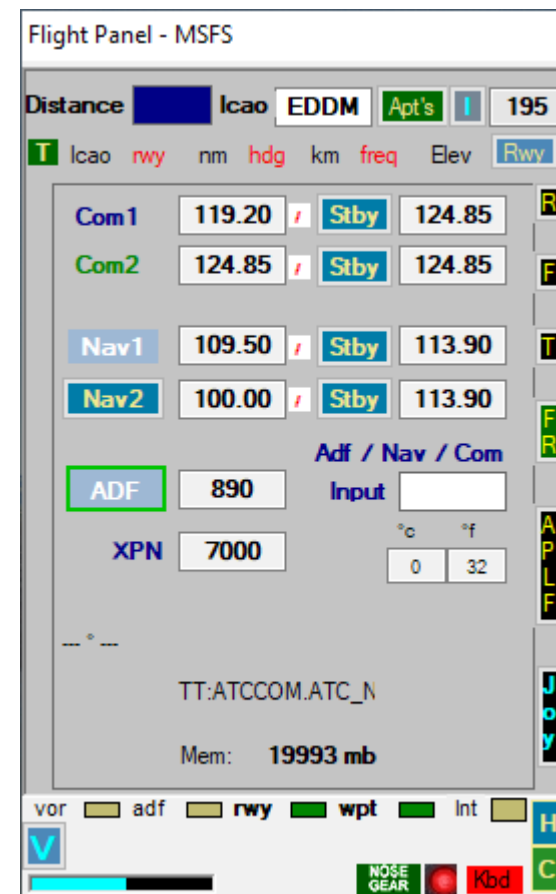 Flight Panel - MSFS
Distance Icao EDDM Apt's I 195
T Icao rwy nm hdg km freq Elev Rwy
Com1 119.20 / Stby 124.85
Com2 124.85 / Stby 124.85
Nav1 109.50 / Stby 113.90
Nav2 100.00 / Stby 113.90
Adf / Nav / Com
ADF 890 Input
°c °f
XPN 7000 0 32
--- ° ---
TT:ATCCOM.ATC_N
Mem: 19993 mb
R
F
T
F
R
A
P
L
F
J
o
y
vor adf rwy wpt Int
V H
NOSE
GEAR Kbd C